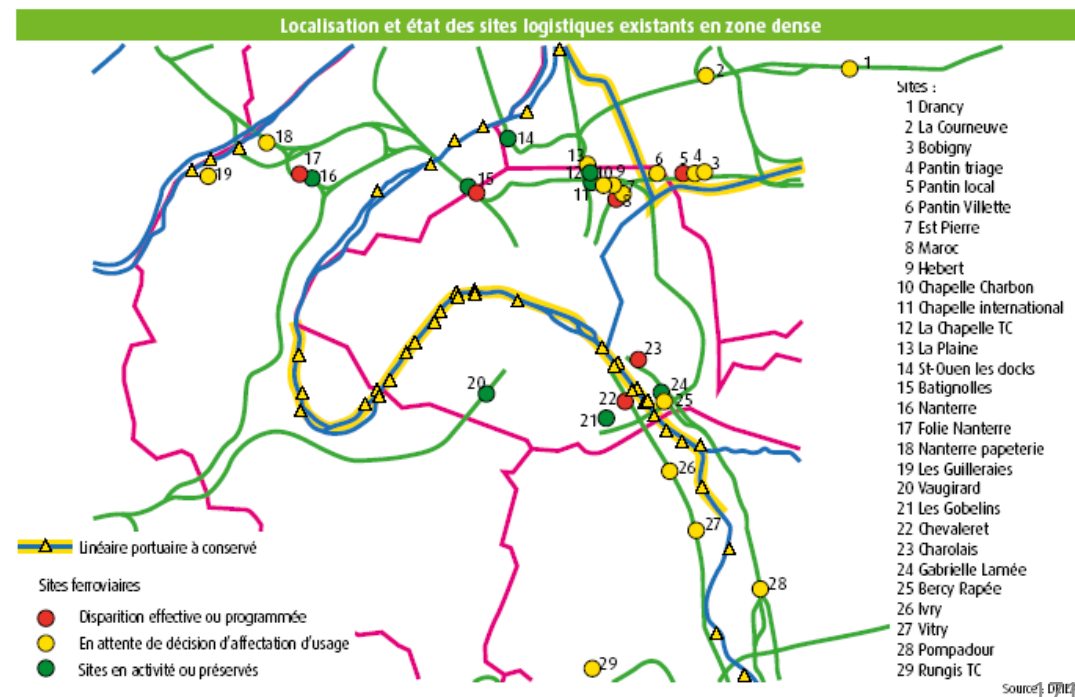 Localisation et état des sites logistiques existants en zone dense
1
2
Sites :
1 Drancy
2 La Courneuve
3 Bobigny
4 Pantin triage
5 Pantin local
6 Pantin Villette
7 Est Pierre
8 Maroc
9 Hebert
10 Chapelle Charbon
11 Chapelle international
12 La Chapelle TC
13 La Plaine
14 St-Ouen les docks
15 Batignolles
16 Nanterre
17 Folie Nanterre
18 Nanterre papeterie
19 Les Guilleraies
20 Vaugirard
21 Les Gobelins
22 Chevaleret
23 Charolais
24 Gabrielle Lamée
25 Bercy Rapée
26 Ivry
27 Vitry
28 Pompadour
29 Rungis TC
18
14
17
16
19
15
13
12
10
9
11
7
8
6
5
4
3
20
23
24
22
25
21
26
27
28
29
Linéaire portuaire à conservé
Sites ferroviaires
Disparition effective ou programmée
En attente de décision d'affectation d'usage
Sites en activité ou préservés